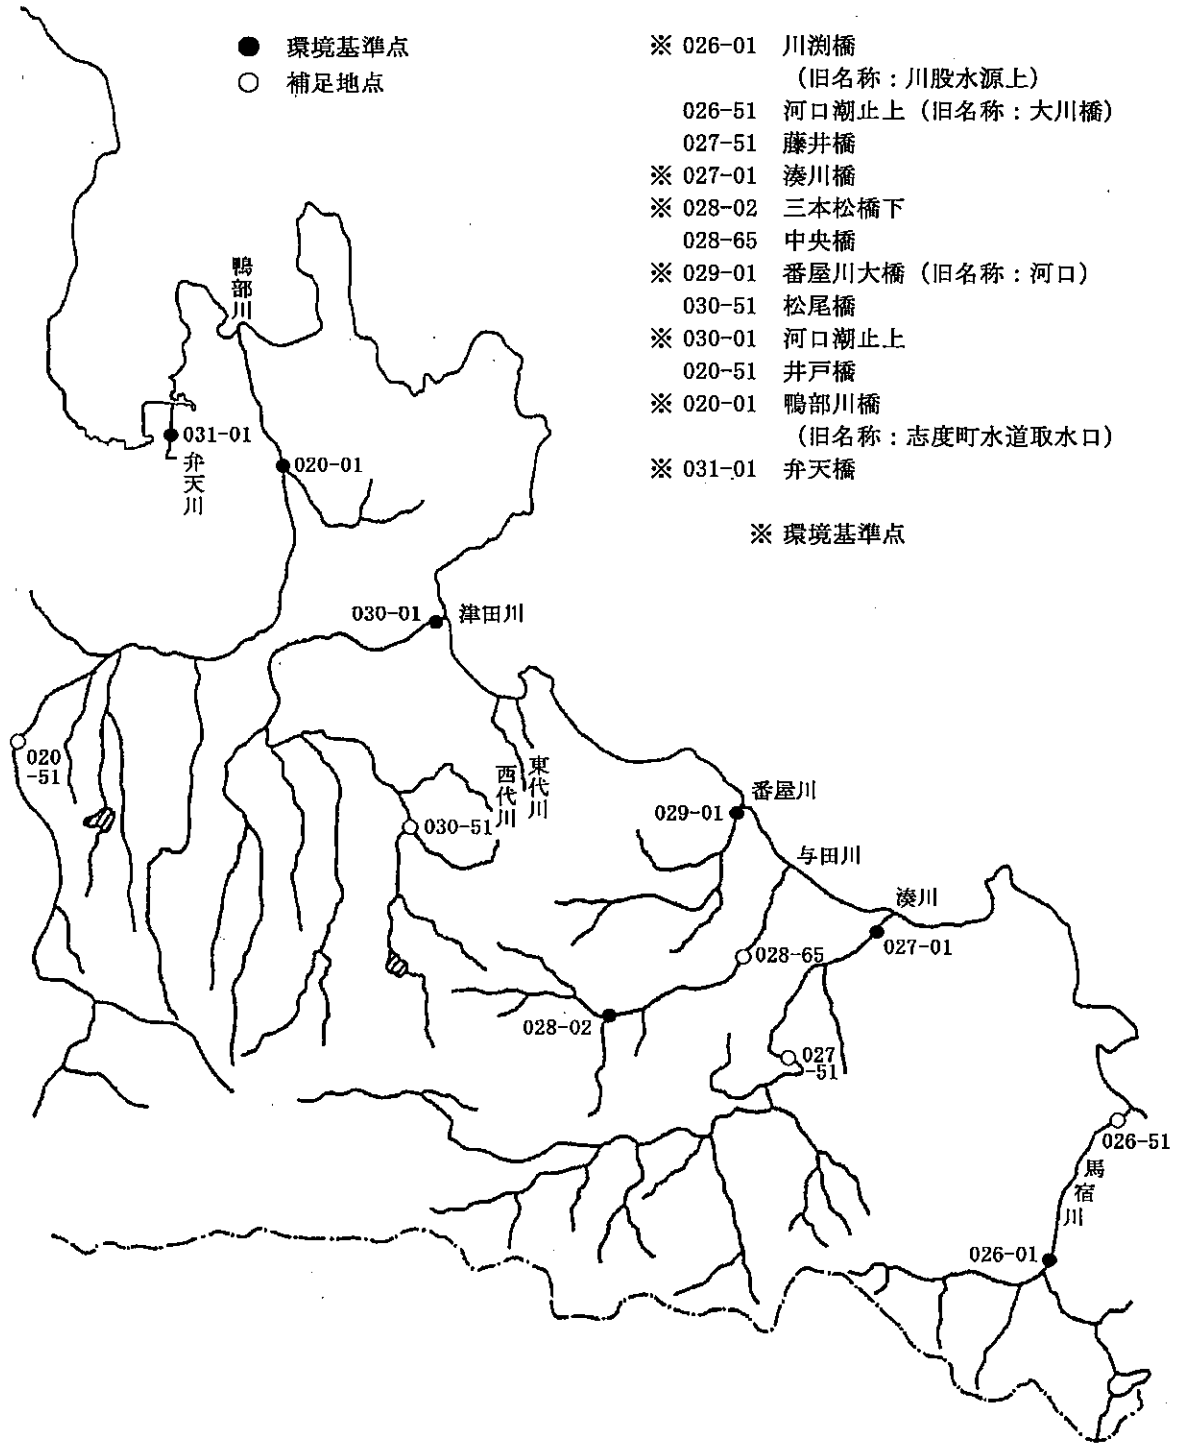 ● 環境基準点
○ 補足地点
※ 026-01 川渕橋
(旧名称:川股水源上)
026-51 河口潮止上(旧名称:大川橋)
027-51 藤井橋
※ 027-01 湊川橋
※ 028-02 三本松橋下
028-65 中央橋
※ 029-01 番屋川大橋(旧名称:河口)
030-51 松尾橋
※ 030-01 河口潮止上
020-51 井戸橋
※ 020-01 鴨部川橋
(旧名称:志度町水道取水口)
※ 031-01 弁天橋
※ 環境基準点
鴨部川
031-01
弁天川
020-01
030-01
津田川
020
-51
西代川
東代川
030-51
029-01
番屋川
与田川
湊川
027-01
028-65
028-02
027
-51
026-51
馬宿川
026-01